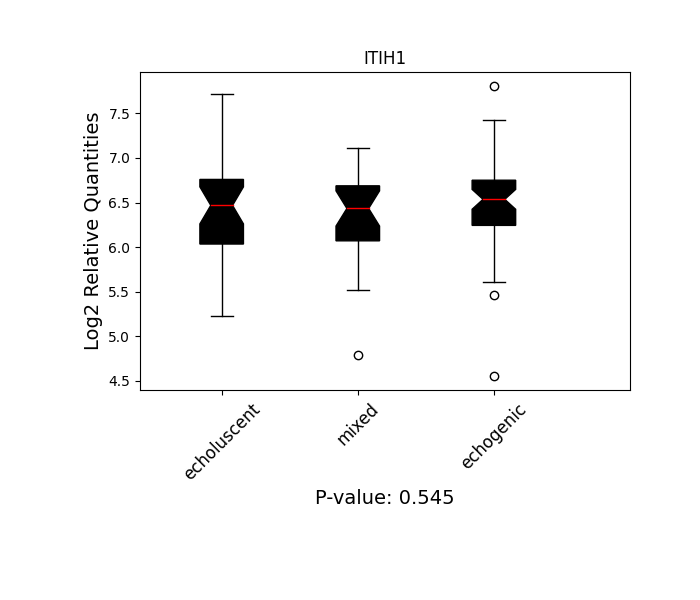 ITIH1
Log2 Relative Quantities
7.5
7.0
6.5
6.0
5.5
5.0
4.5
echoluscent
mixed
echogenic
P-value: 0.545